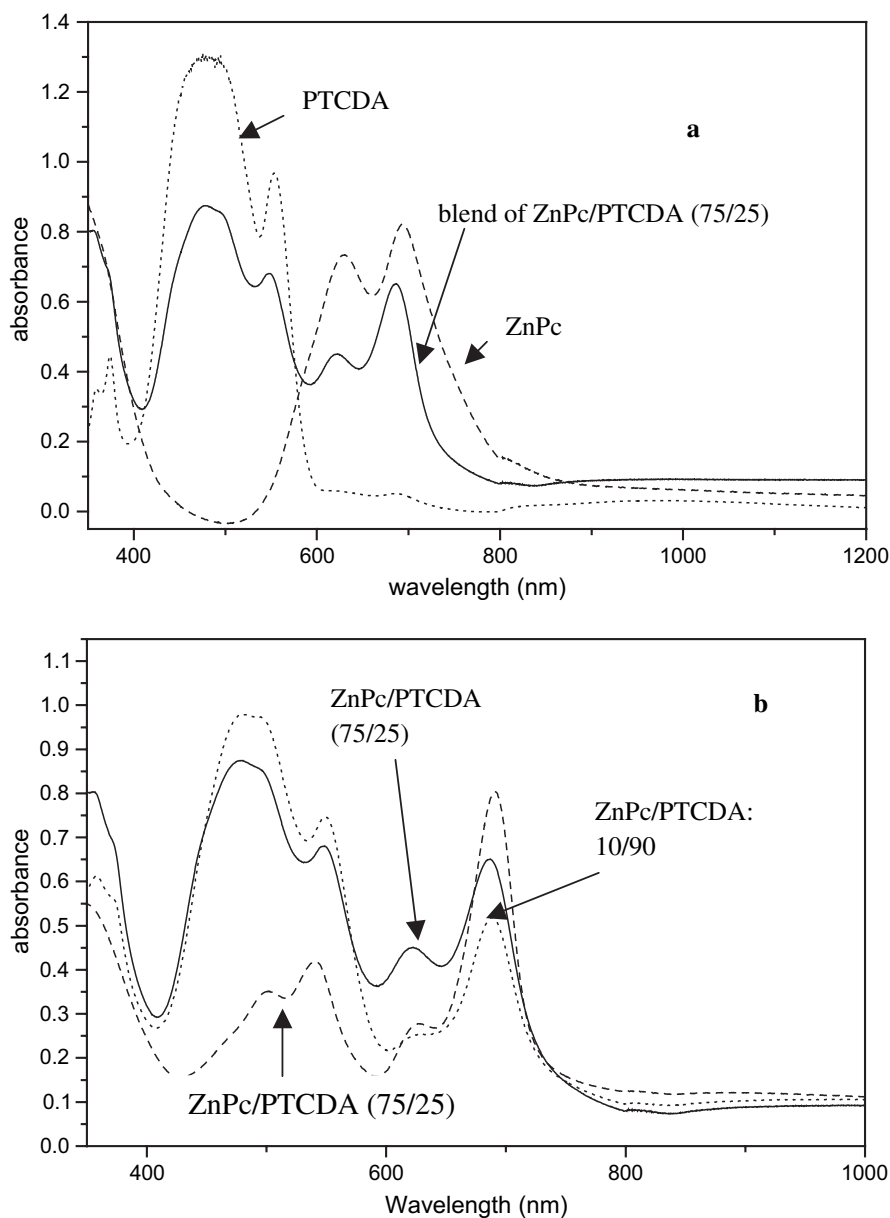 1.4
1.2
1.0
0.8
0.6
0.4
0.2
0.0
absorbance
PTCDA
a
blend of ZnPc/PTCDA (75/25)
ZnPc
400
600
800
1000
1200
wavelength (nm)
1.1
1.0
0.9
0.8
0.7
0.6
0.5
0.4
0.3
0.2
0.1
0.0
absorbance
ZnPc/PTCDA
(75/25)
b
ZnPc/PTCDA:
10/90
ZnPc/PTCDA (75/25)
400
600
800
1000
Wavelength (nm)